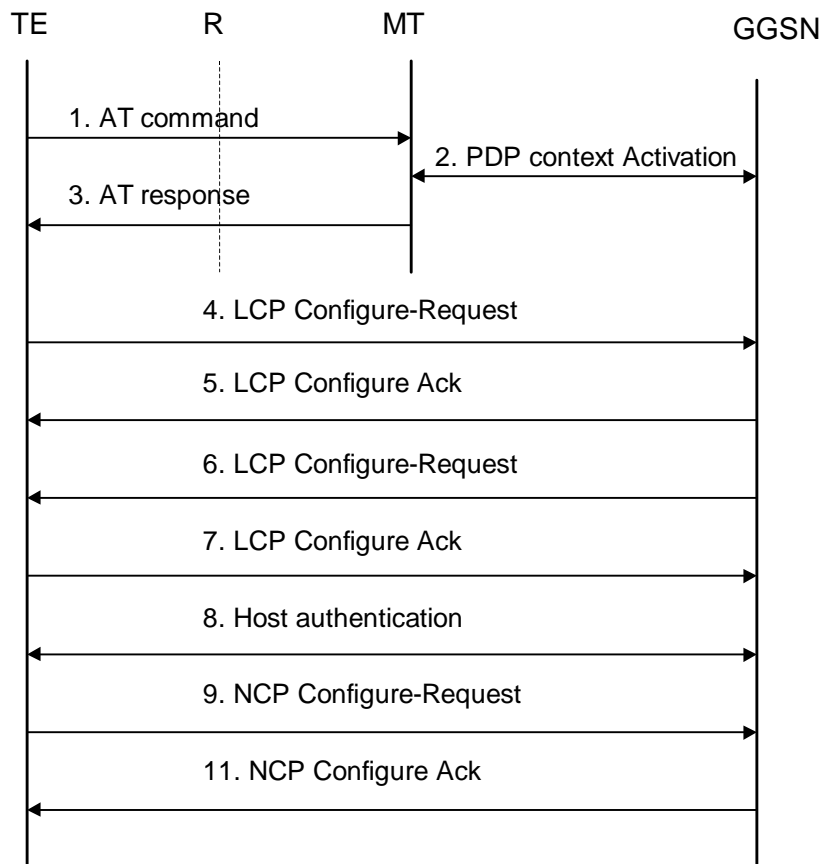 TE
R
MT
GGSN
1. AT command
2. PDP context Activation
3. AT response
4. LCP Configure-Request
5. LCP Configure Ack
6. LCP Configure-Request
7. LCP Configure Ack
8. Host authentication
9. NCP Configure-Request
11. NCP Configure Ack